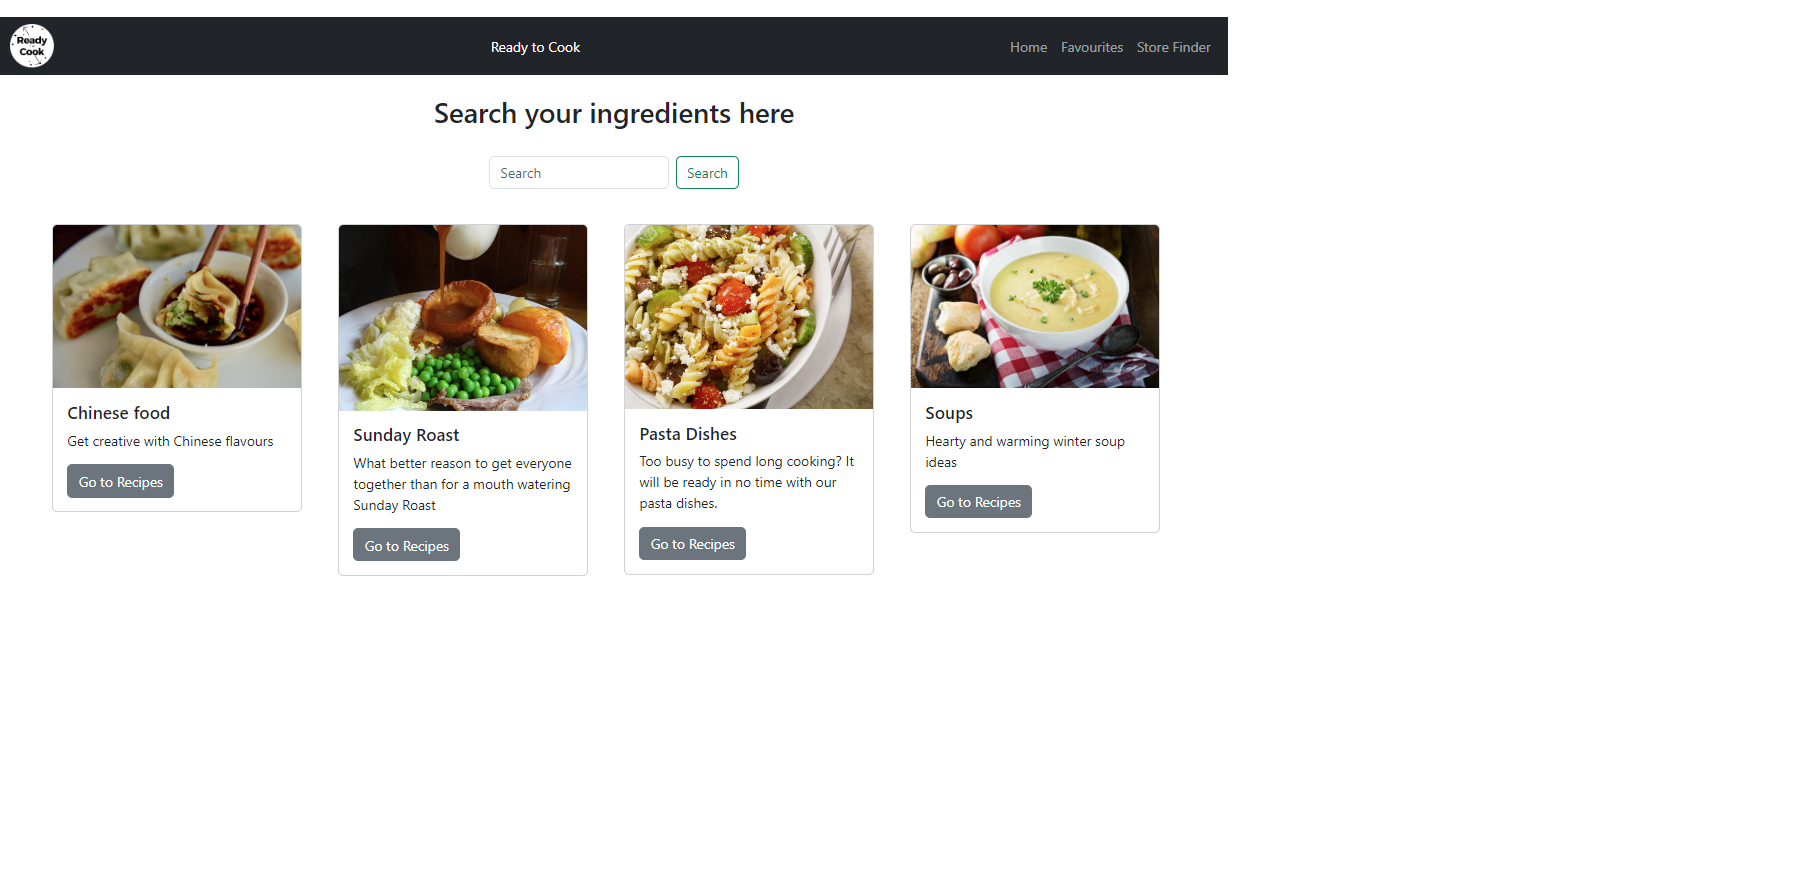 Ready
Cook
Ready to Cook
Home Favourites Store Finder
Search your ingredients here
Search Search
Chinese food
Get creative with Chinese flavours
Go to Recipes
Sunday Roast
What better reason to get everyone
together than for a mouth watering
Sunday Roast
Go to Recipes
Pasta Dishes
Too busy to spend long cooking? It
will be ready in no time with our
pasta dishes.
Go to Recipes
Soups
Hearty and warming winter soup
ideas
Go to Recipes